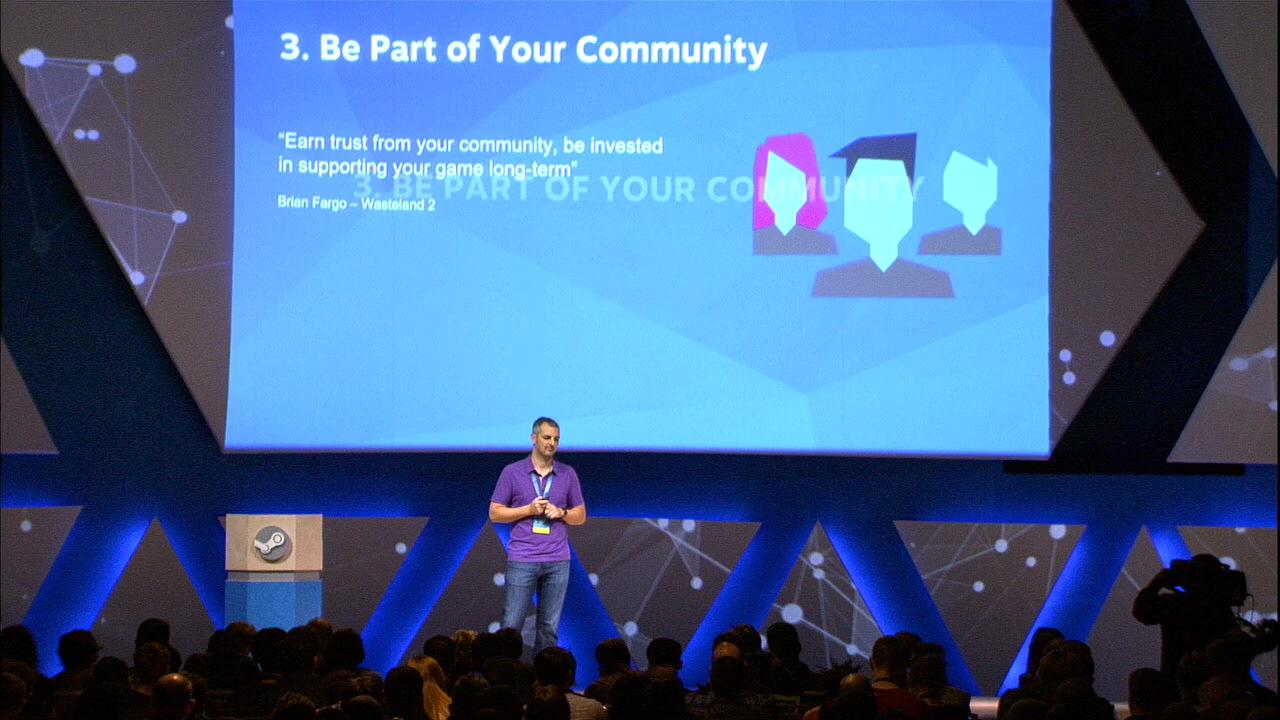 3. Be Part of Your Community
“Earn trust from your community, be invested
in supporting your game long-term”
3. BE PART OF YOUR COMMUNITY
Brian Fargo – Wasteland 2